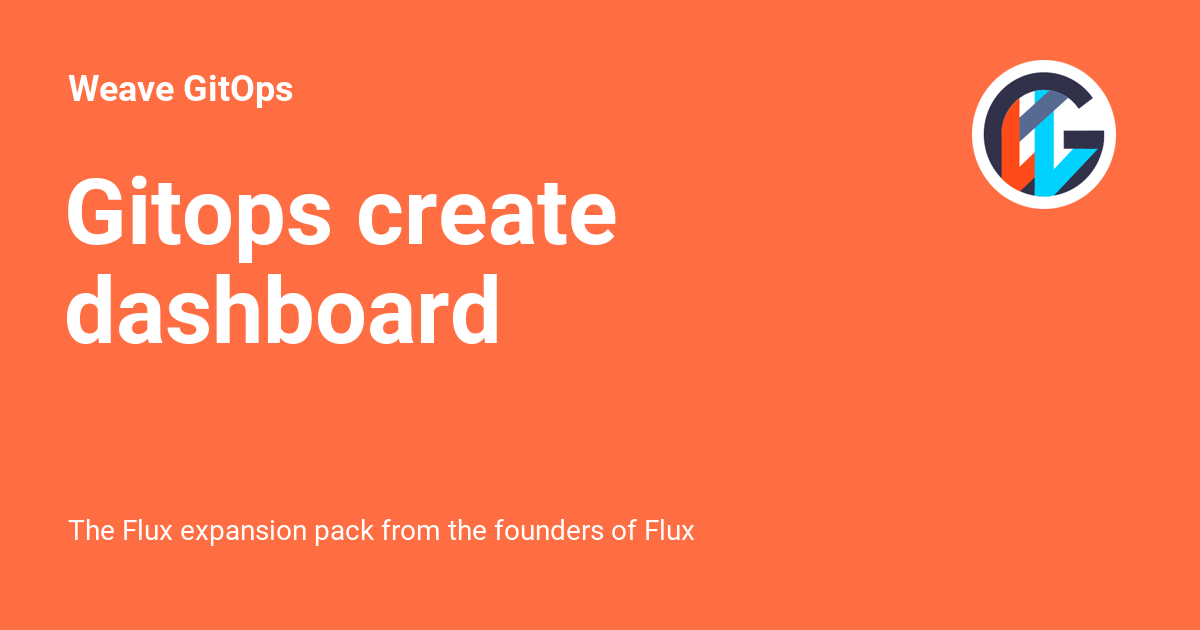 Weave GitOps
Gitops create
dashboard
The Flux expansion pack from the founders of Flux